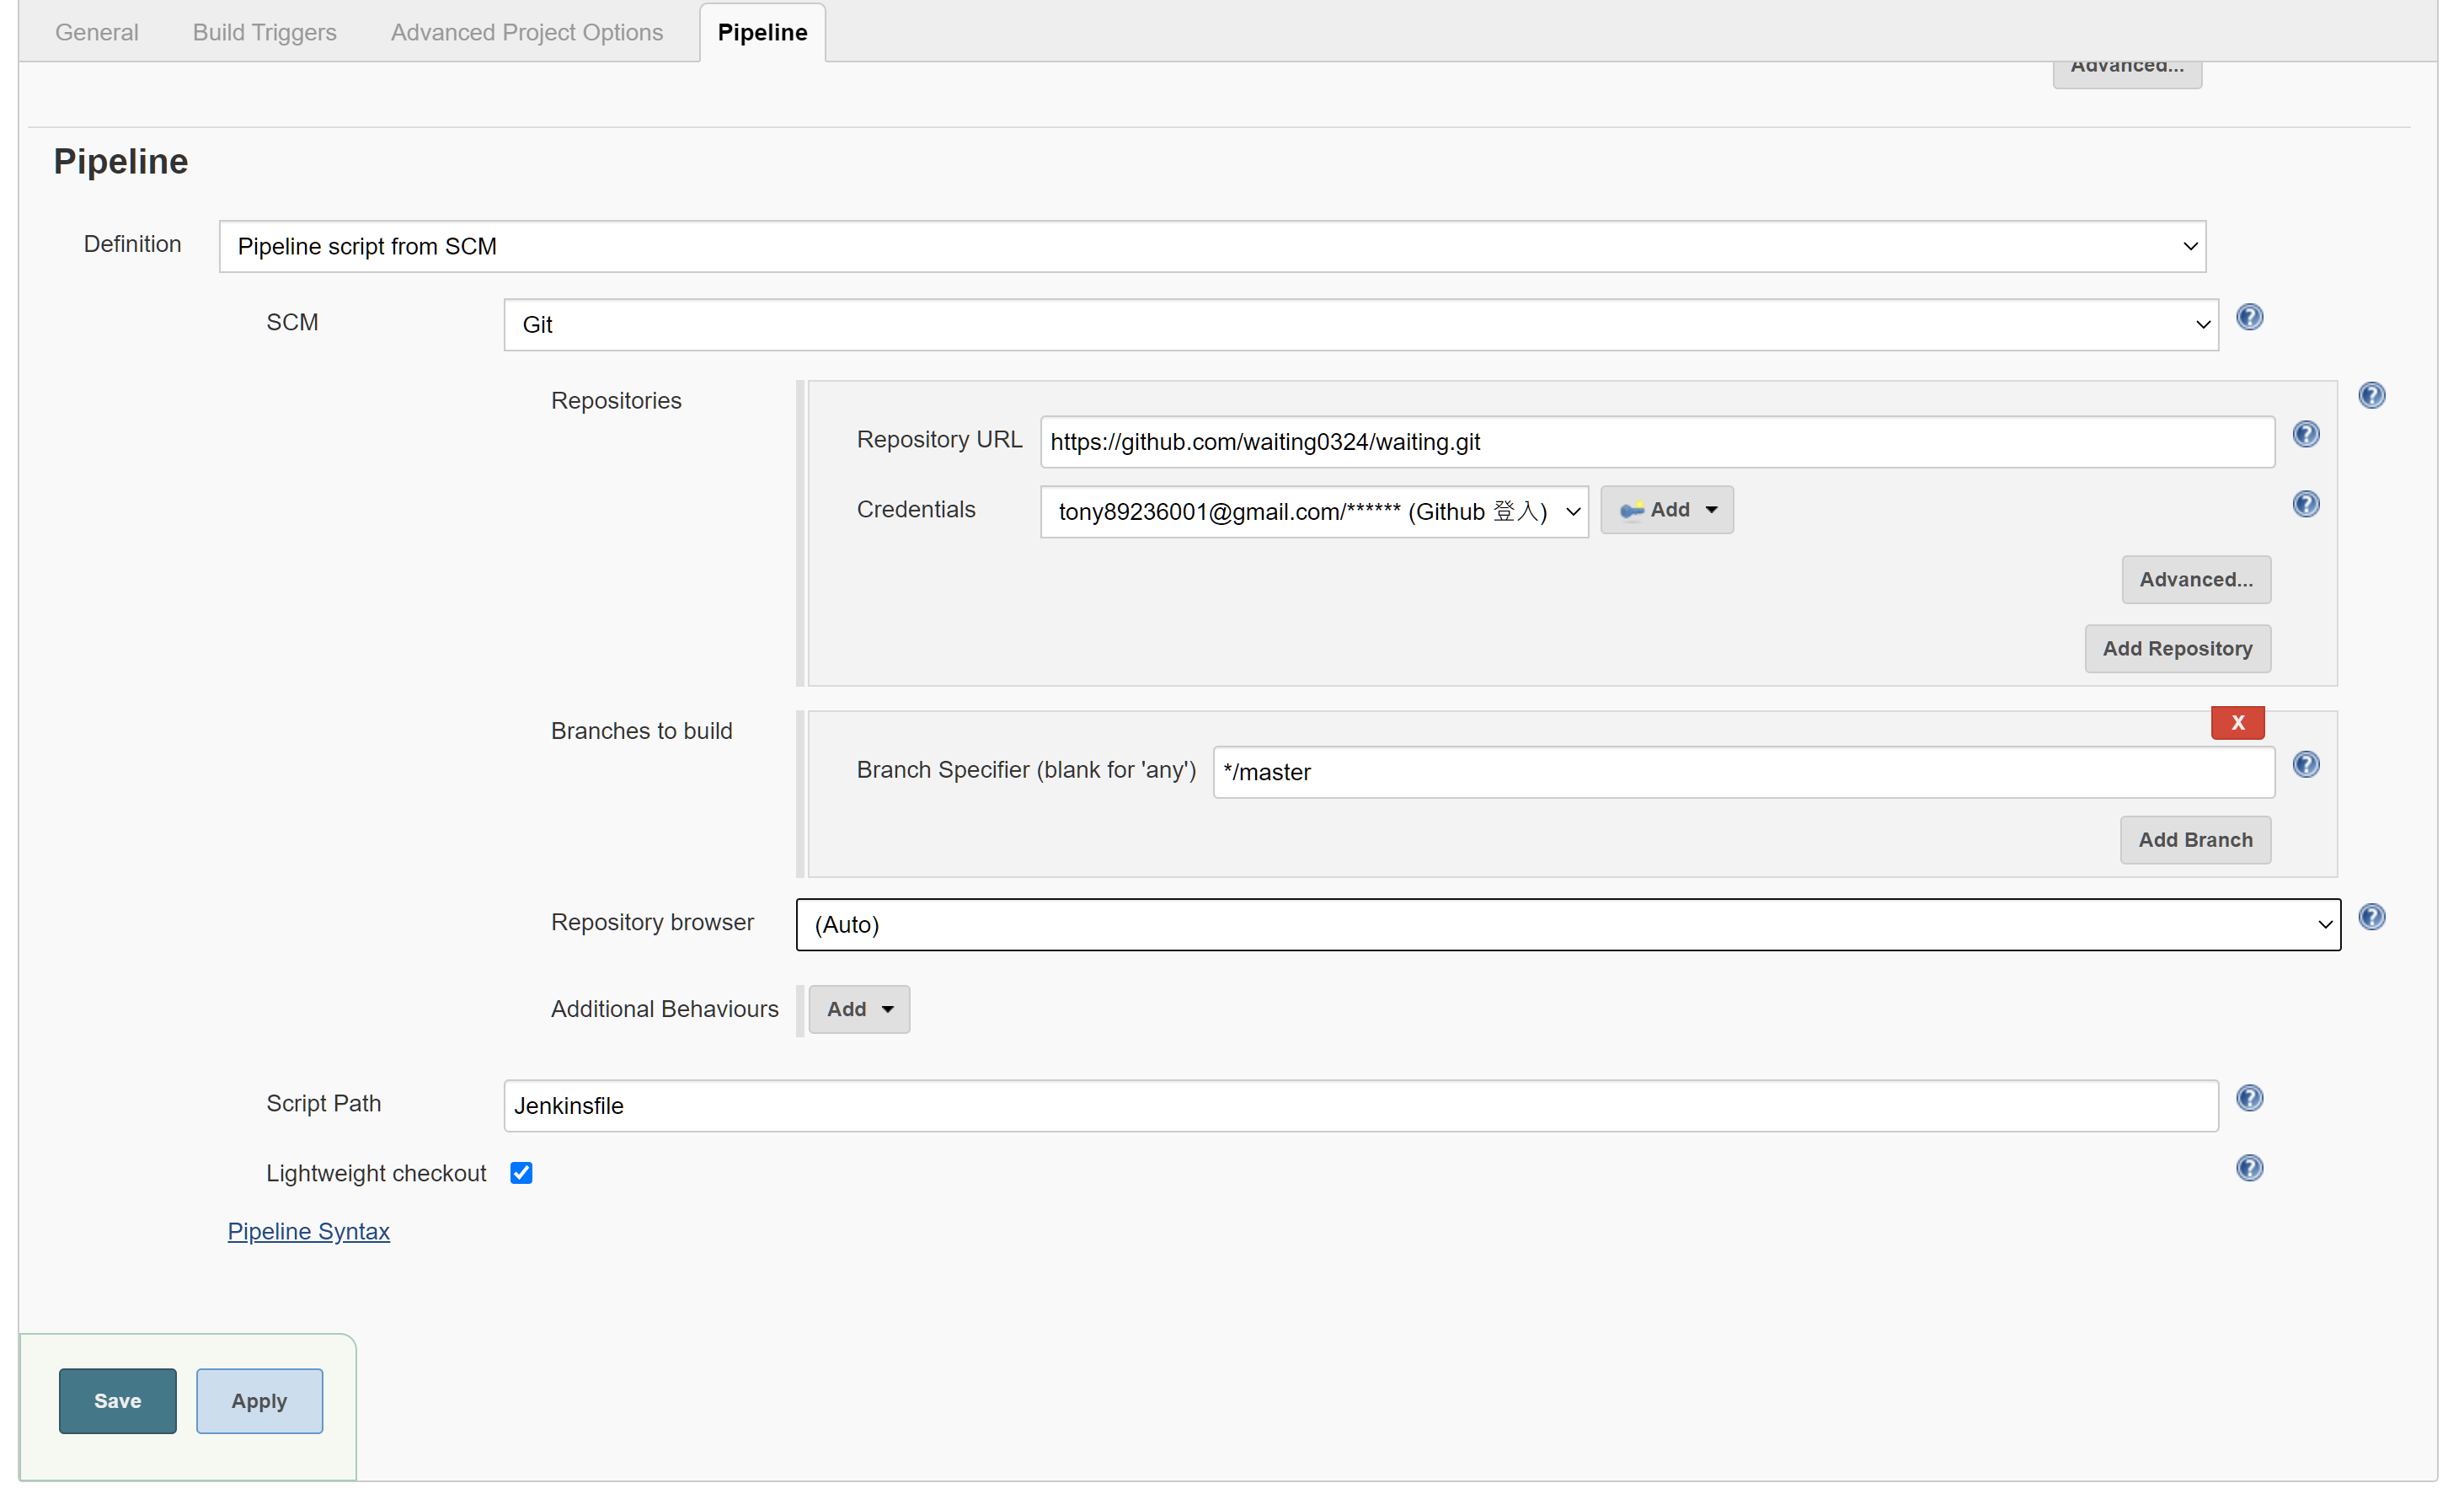 General Build Triggers Advanced Project Options Pipeline
Advanced...
Pipeline
Definition Pipeline script from SCM
SCM Git
Repositories
Repository URL https://github.com/waiting0324/waiting.git
Credentials tony89236001@gmail.com/****** (Github 登入) Add
Advanced...
Add Repository
Branches to build
X
Branch Specifier (blank for 'any') */master
Add Branch
Repository browser (Auto)
Additional Behaviours Add
Script Path Jenkinsfile
Lightweight checkout
Pipeline Syntax
Save Apply